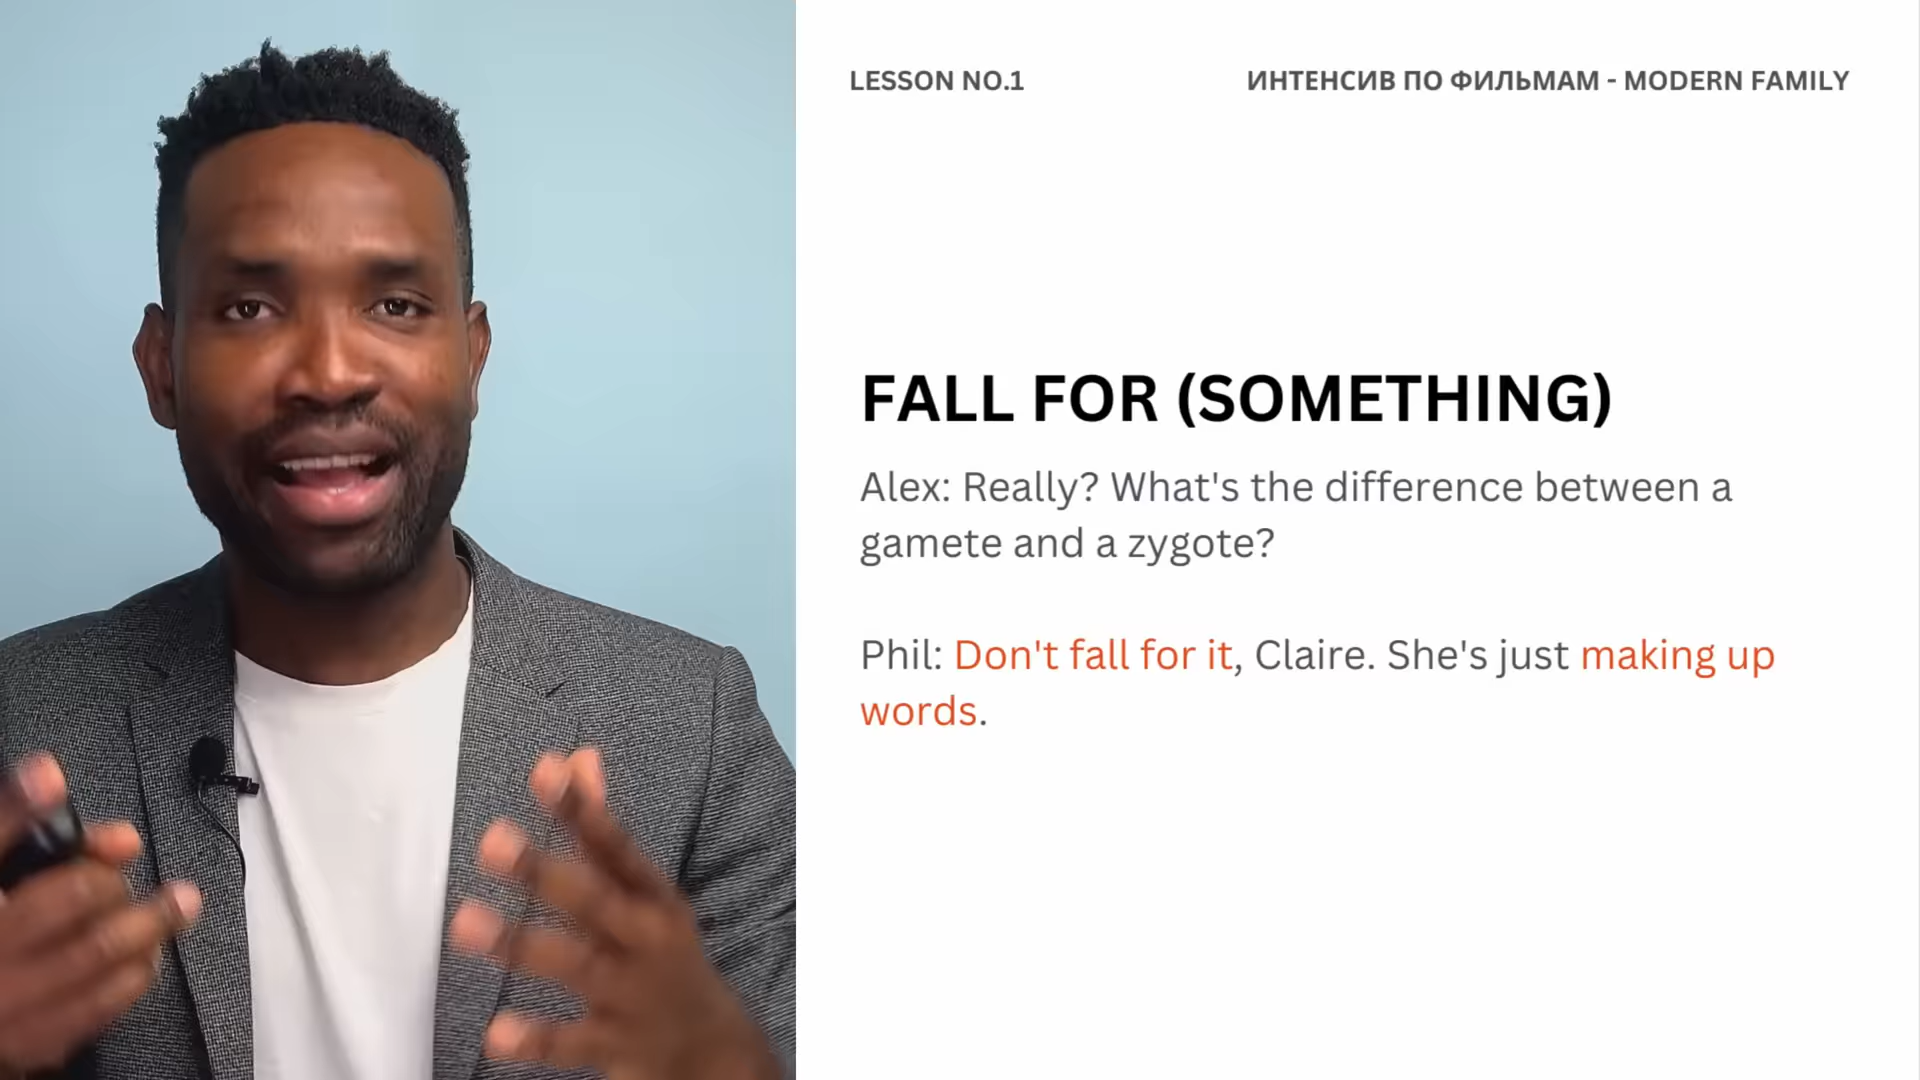 LESSON NO.1
ИНТЕНСИВ ПО ФИЛЬМАМ - MODERN FAMILY
FALL FOR (SOMETHING)
Alex: Really? What's the difference between a
gamete and a zygote?
Phil: Don't fall for it, Claire. She's just making up
words.